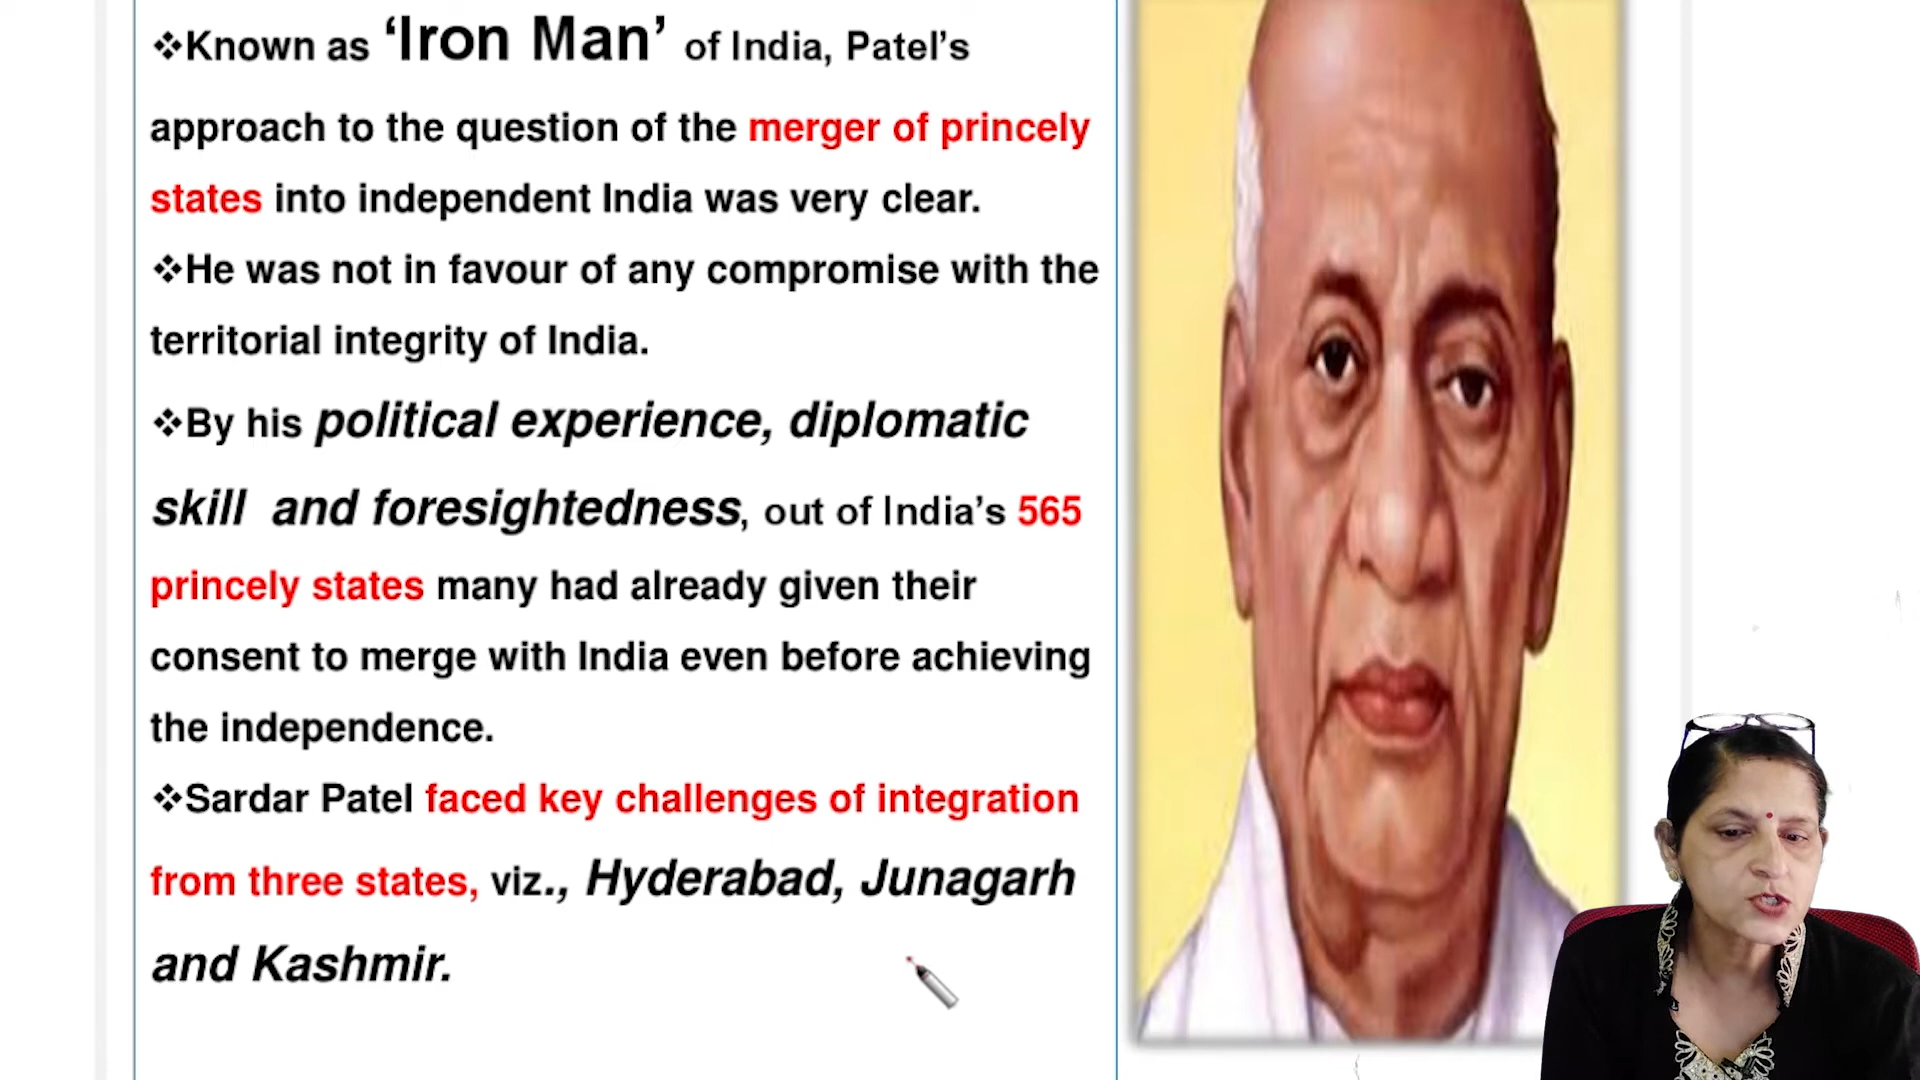 ❖Known as ‘Iron Man’ of India, Patel’s
approach to the question of the merger of princely
states into independent India was very clear.
❖He was not in favour of any compromise with the
territorial integrity of India.
❖By his political experience, diplomatic
skill and foresightedness, out of India’s 565
princely states many had already given their
consent to merge with India even before achieving
the independence.
❖Sardar Patel faced key challenges of integration
from three states, viz., Hyderabad, Junagarh
and Kashmir.